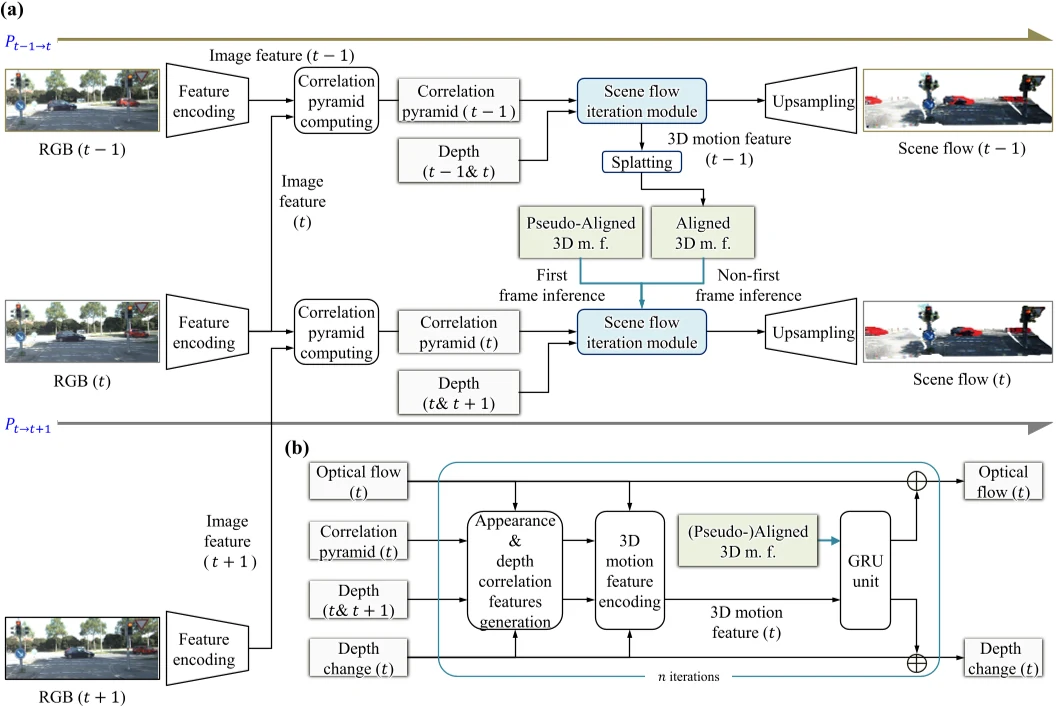 (a)
P_{t−1→t}
Image feature (t − 1)
Feature
encoding
Correlation
pyramid
computing
Correlation
pyramid (t − 1)
Scene flow
iteration module
Upsampling
RGB (t − 1)
Depth
(t − 1& t)
3D motion feature
(t − 1)
Scene flow (t − 1)
Splatting
Image
feature
(t)
Pseudo-Aligned
3D m. f.
Aligned
3D m. f.
First
frame inference
Non-first
frame inference
Feature
encoding
Correlation
pyramid
computing
Correlation
pyramid (t)
Scene flow
iteration module
Upsampling
RGB (t)
Depth
(t& t + 1)
Scene flow (t)
P_{t→t+1}
(b)
Optical flow
(t)
Optical
flow (t)
Image
feature
(t + 1)
Correlation
pyramid (t)
Appearance
&
depth
correlation
features
generation
3D
motion
feature
encoding
(Pseudo-)Aligned
3D m. f.
GRU
unit
Depth
(t& t + 1)
3D motion
feature (t)
Feature
encoding
Depth
change (t)
Depth
change (t)
n iterations
RGB (t + 1)